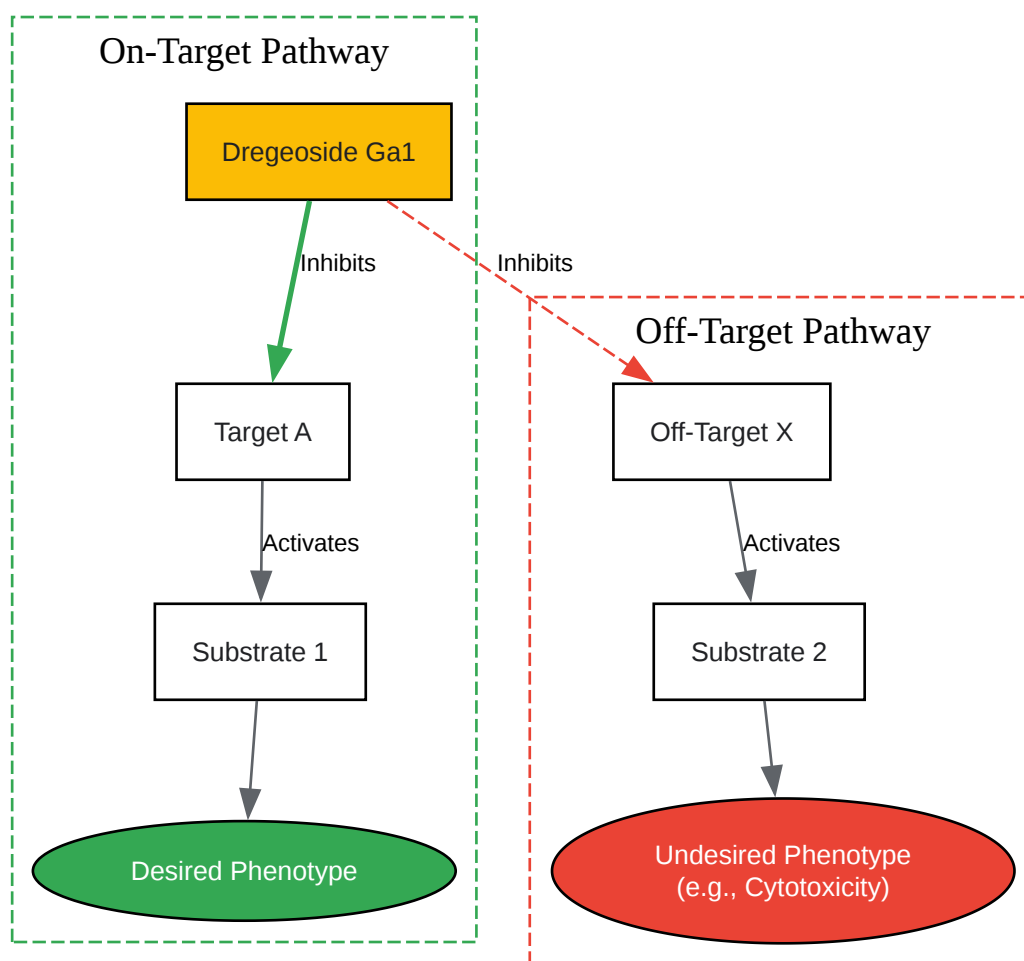 On-Target Pathway
Dregeoside Ga1
Inhibits
Inhibits
Off-Target Pathway
Target A
Off-Target X
Activates
Activates
Substrate 1
Substrate 2
Desired Phenotype
Undesired Phenotype
(e.g., Cytotoxicity)